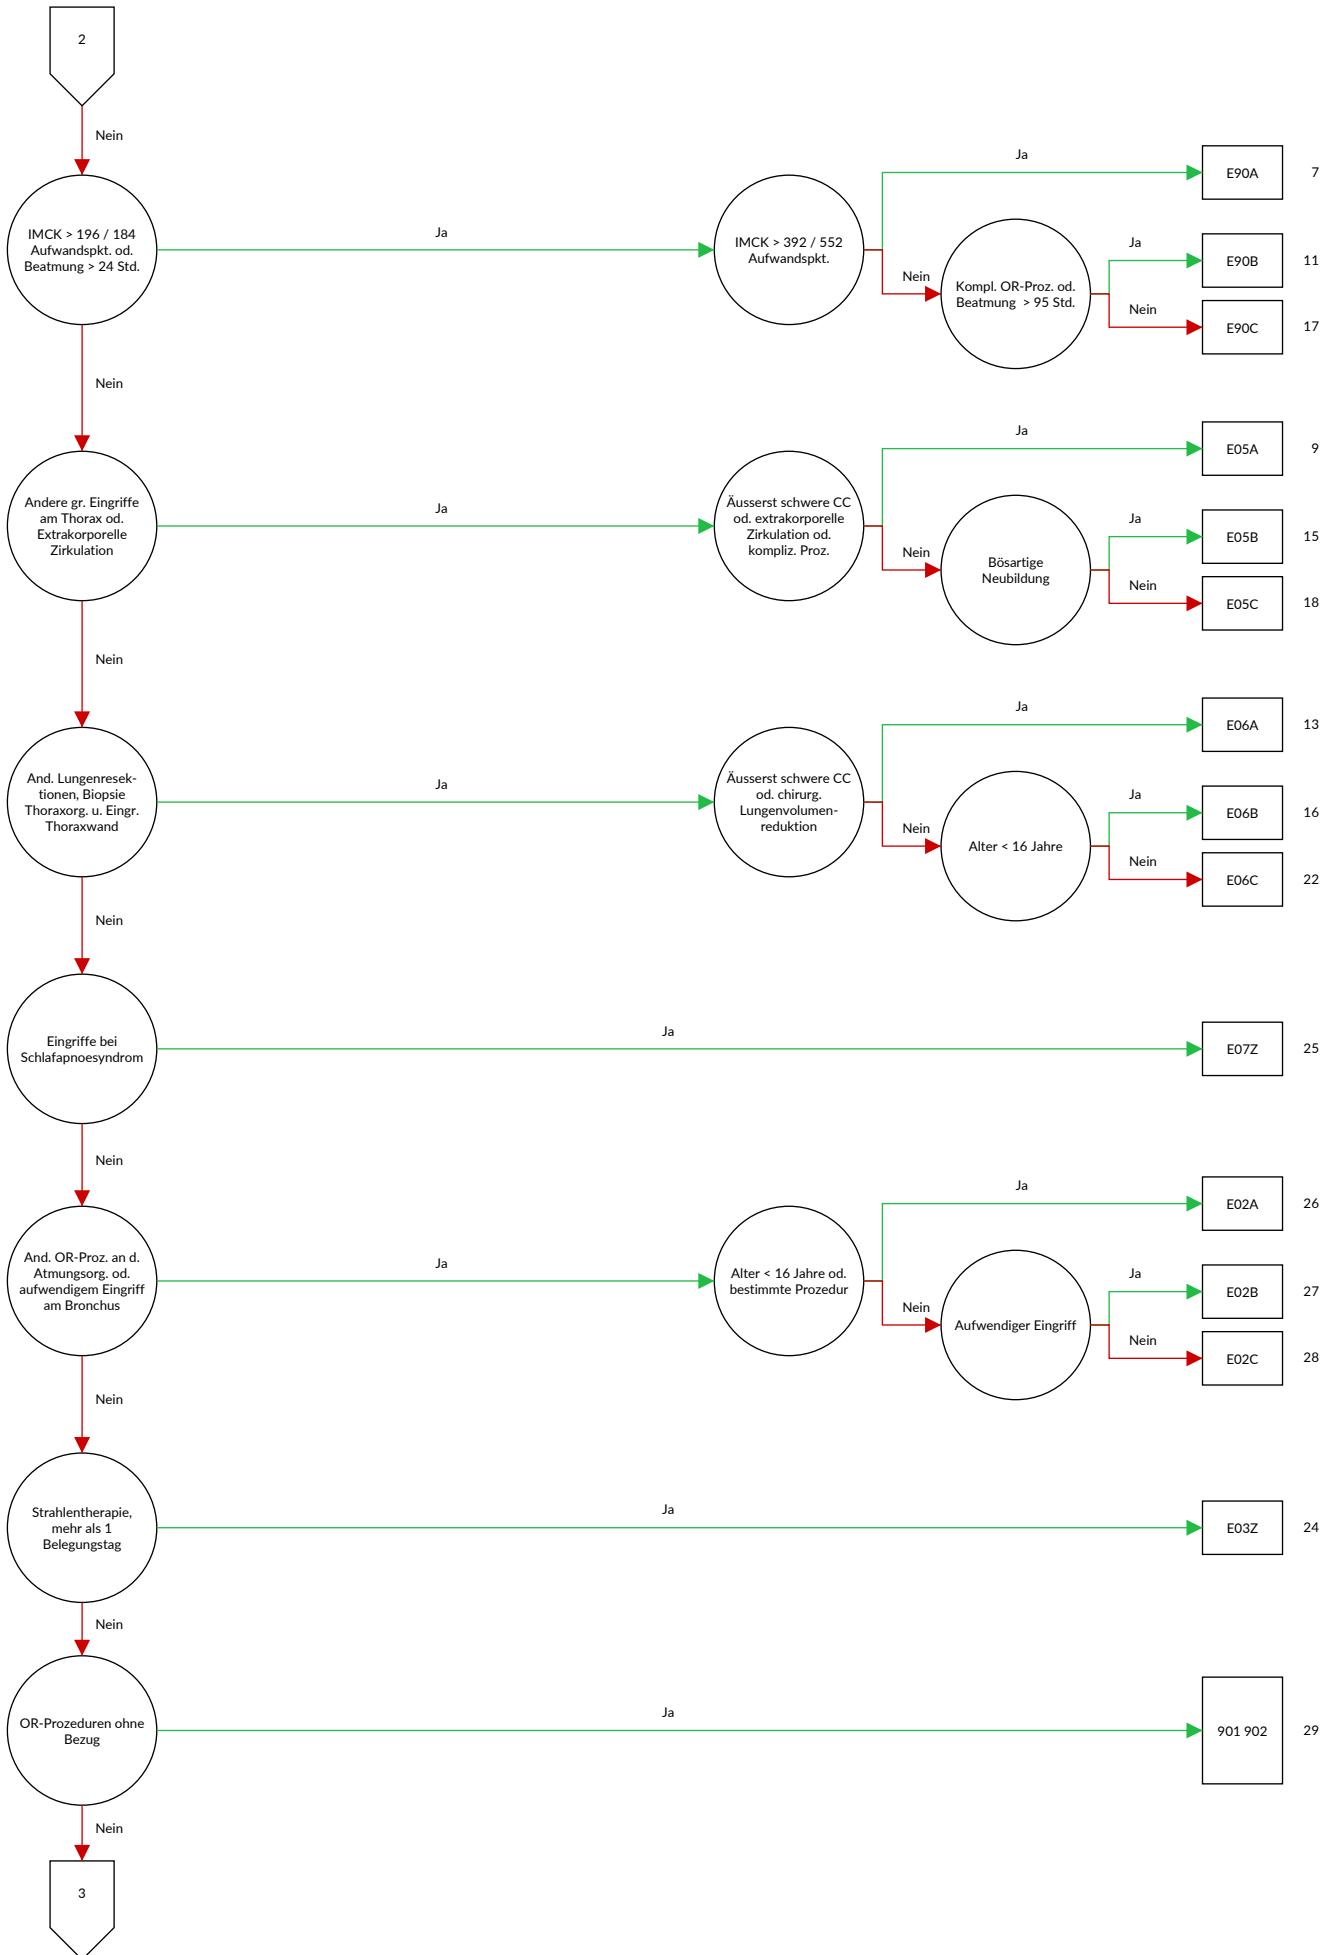 2
Nein
IMCK > 196 / 184
Aufwandspkt. od.
Beatmung > 24 Std.
Ja
IMCK > 392 / 552
Aufwandspkt.
Ja
E90A
7
Nein
Kompl. OR-Proz. od.
Beatmung > 95 Std.
Ja
E90B
11
Nein
E90C
17
Nein
Andere gr. Eingriffe
am Thorax od.
Extrakorporelle
Zirkulation
Ja
Äusserst schwere CC
od. extrakorporelle
Zirkulation od.
kompliz. Proz.
Ja
E05A
9
Nein
Bösartige
Neubildung
Ja
E05B
15
Nein
E05C
18
Nein
And. Lungenresek-
tionen, Biopsie
Thoraxorg. u. Eingr.
Thoraxwand
Ja
Äusserst schwere CC
od. chirurg.
Lungenvolumen-
reduktion
Ja
E06A
13
Nein
Alter < 16 Jahre
Ja
E06B
16
Nein
E06C
22
Nein
Eingriffe bei
Schlafapnoesyndrom
Ja
E07Z
25
Nein
And. OR-Proz. an d.
Atmungsorg. od.
aufwendigem Eingriff
am Bronchus
Ja
Alter < 16 Jahre od.
bestimmte Prozedur
Ja
E02A
26
Nein
Aufwendiger Eingriff
Ja
E02B
27
Nein
E02C
28
Nein
Strahlentherapie,
mehr als 1
Belegungstag
Ja
E03Z
24
Nein
OR-Prozeduren ohne
Bezug
Ja
901 902
29
Nein
3